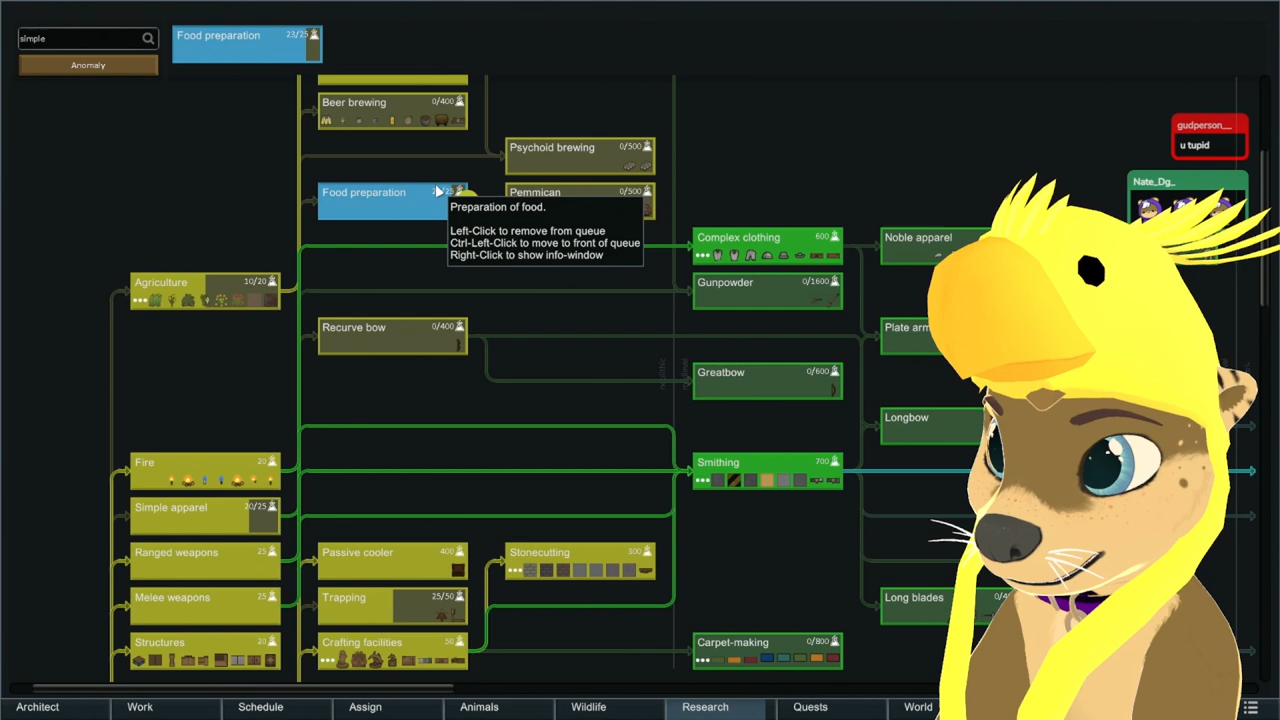 simple
Anomaly
Food preparation 23/25
Beer brewing 0/400
Psychoid brewing 0/500
Food preparation
Pemmican 0/500
Preparation of food.
Left-Click to remove from queue
Ctrl-Left-Click to move to front of queue
Right-Click to show info-window
Complex clothing 600
Noble apparel
Agriculture 10/20
Gunpowder 0/1600
Recurve bow 0/400
Plate arm
neolithic
medieval
Greatbow 0/600
Longbow
Fire 20
Smithing 700
Simple apparel 20/25
Ranged weapons 25
Passive cooler 400
Stonecutting 300
Melee weapons 25
Trapping 25/50
Long blades
Structures 20
Crafting facilities 50
Carpet-making 0/800
gudperson__
u tupid
Nate_Dg_
Architect
Work
Schedule
Assign
Animals
Wildlife
Research
Quests
World